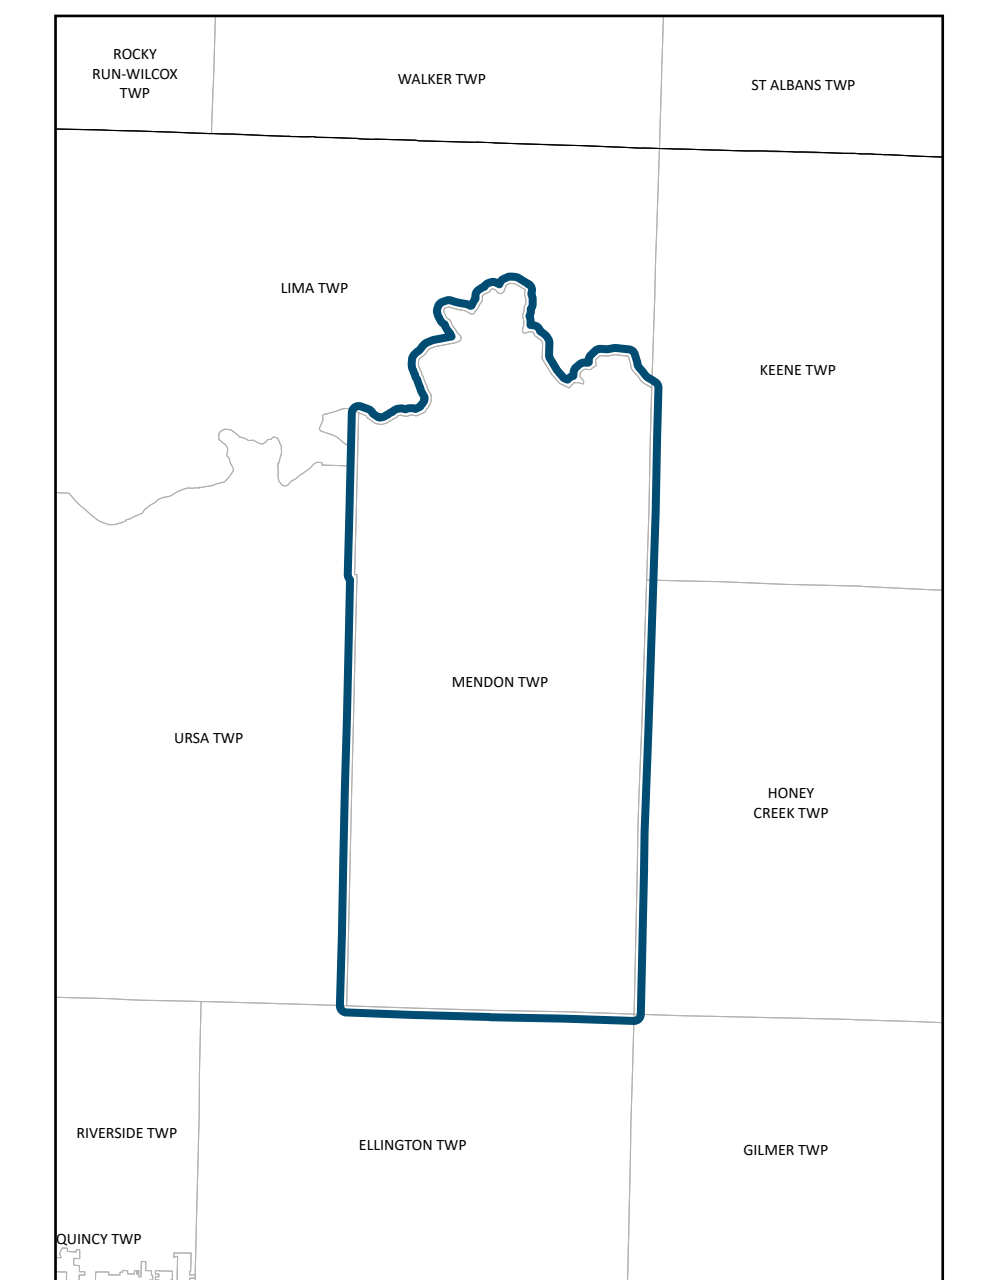 ROCKY
RUN-WILCOX
TWP
WALKER TWP
ST ALBANS TWP
LIMA TWP
KEENE TWP
MENDON TWP
URSA TWP
HONEY
CREEK TWP
RIVERSIDE TWP
ELLINGTON TWP
GILMER TWP
QUINCY TWP